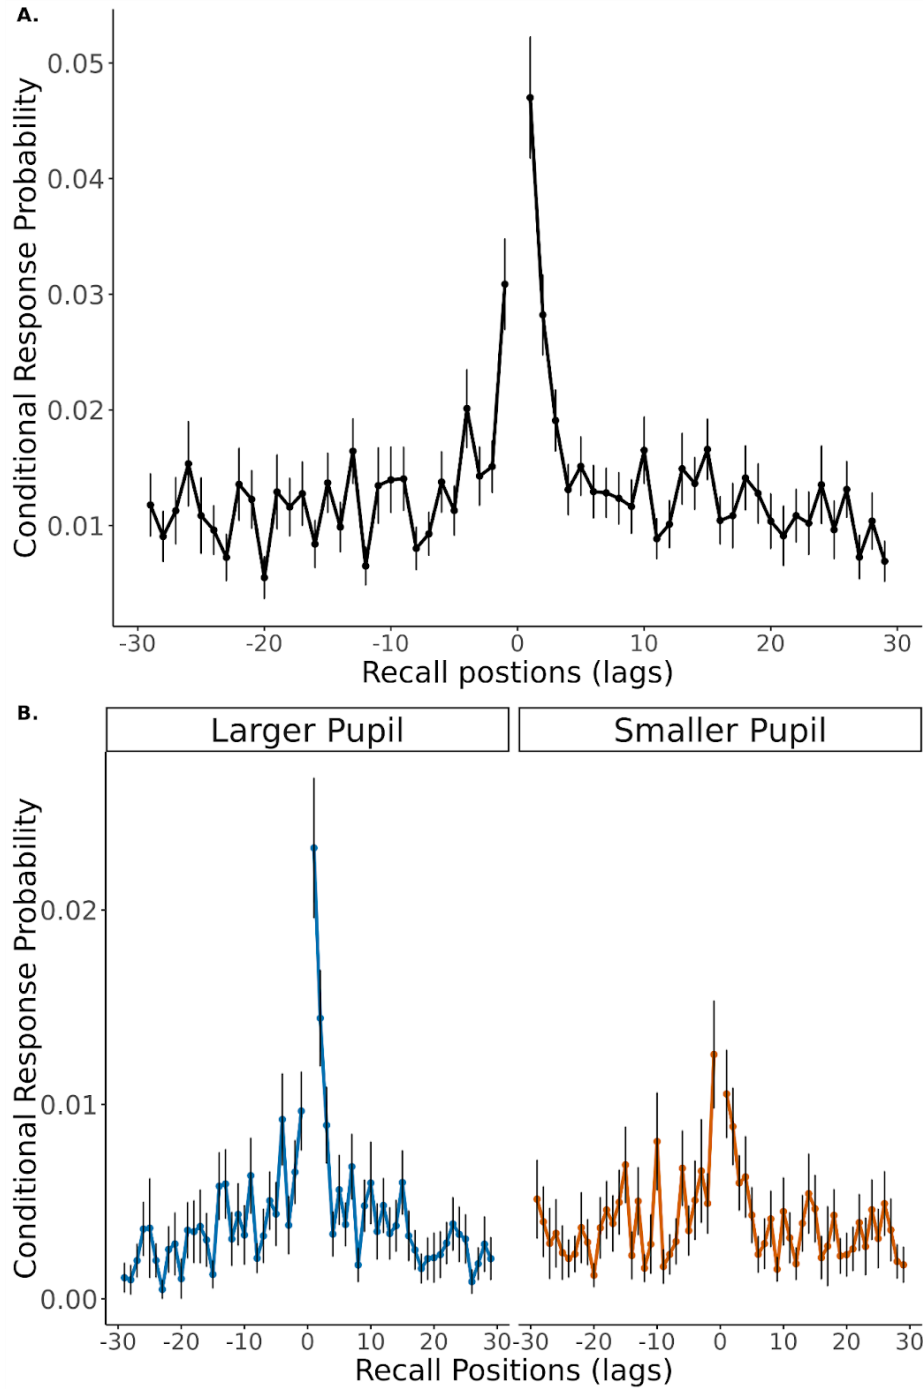 A.
Conditional Response Probability
0.05
0.04
0.03
0.02
0.01
-30 -20 -10 0 10 20 30
Recall postions (lags)
B.
Larger Pupil Smaller Pupil
Conditional Response Probability
0.02
0.01
0.00
-30 -20 -10 0 10 20 30 -30 -20 -10 0 10 20 30
Recall Positions (lags)